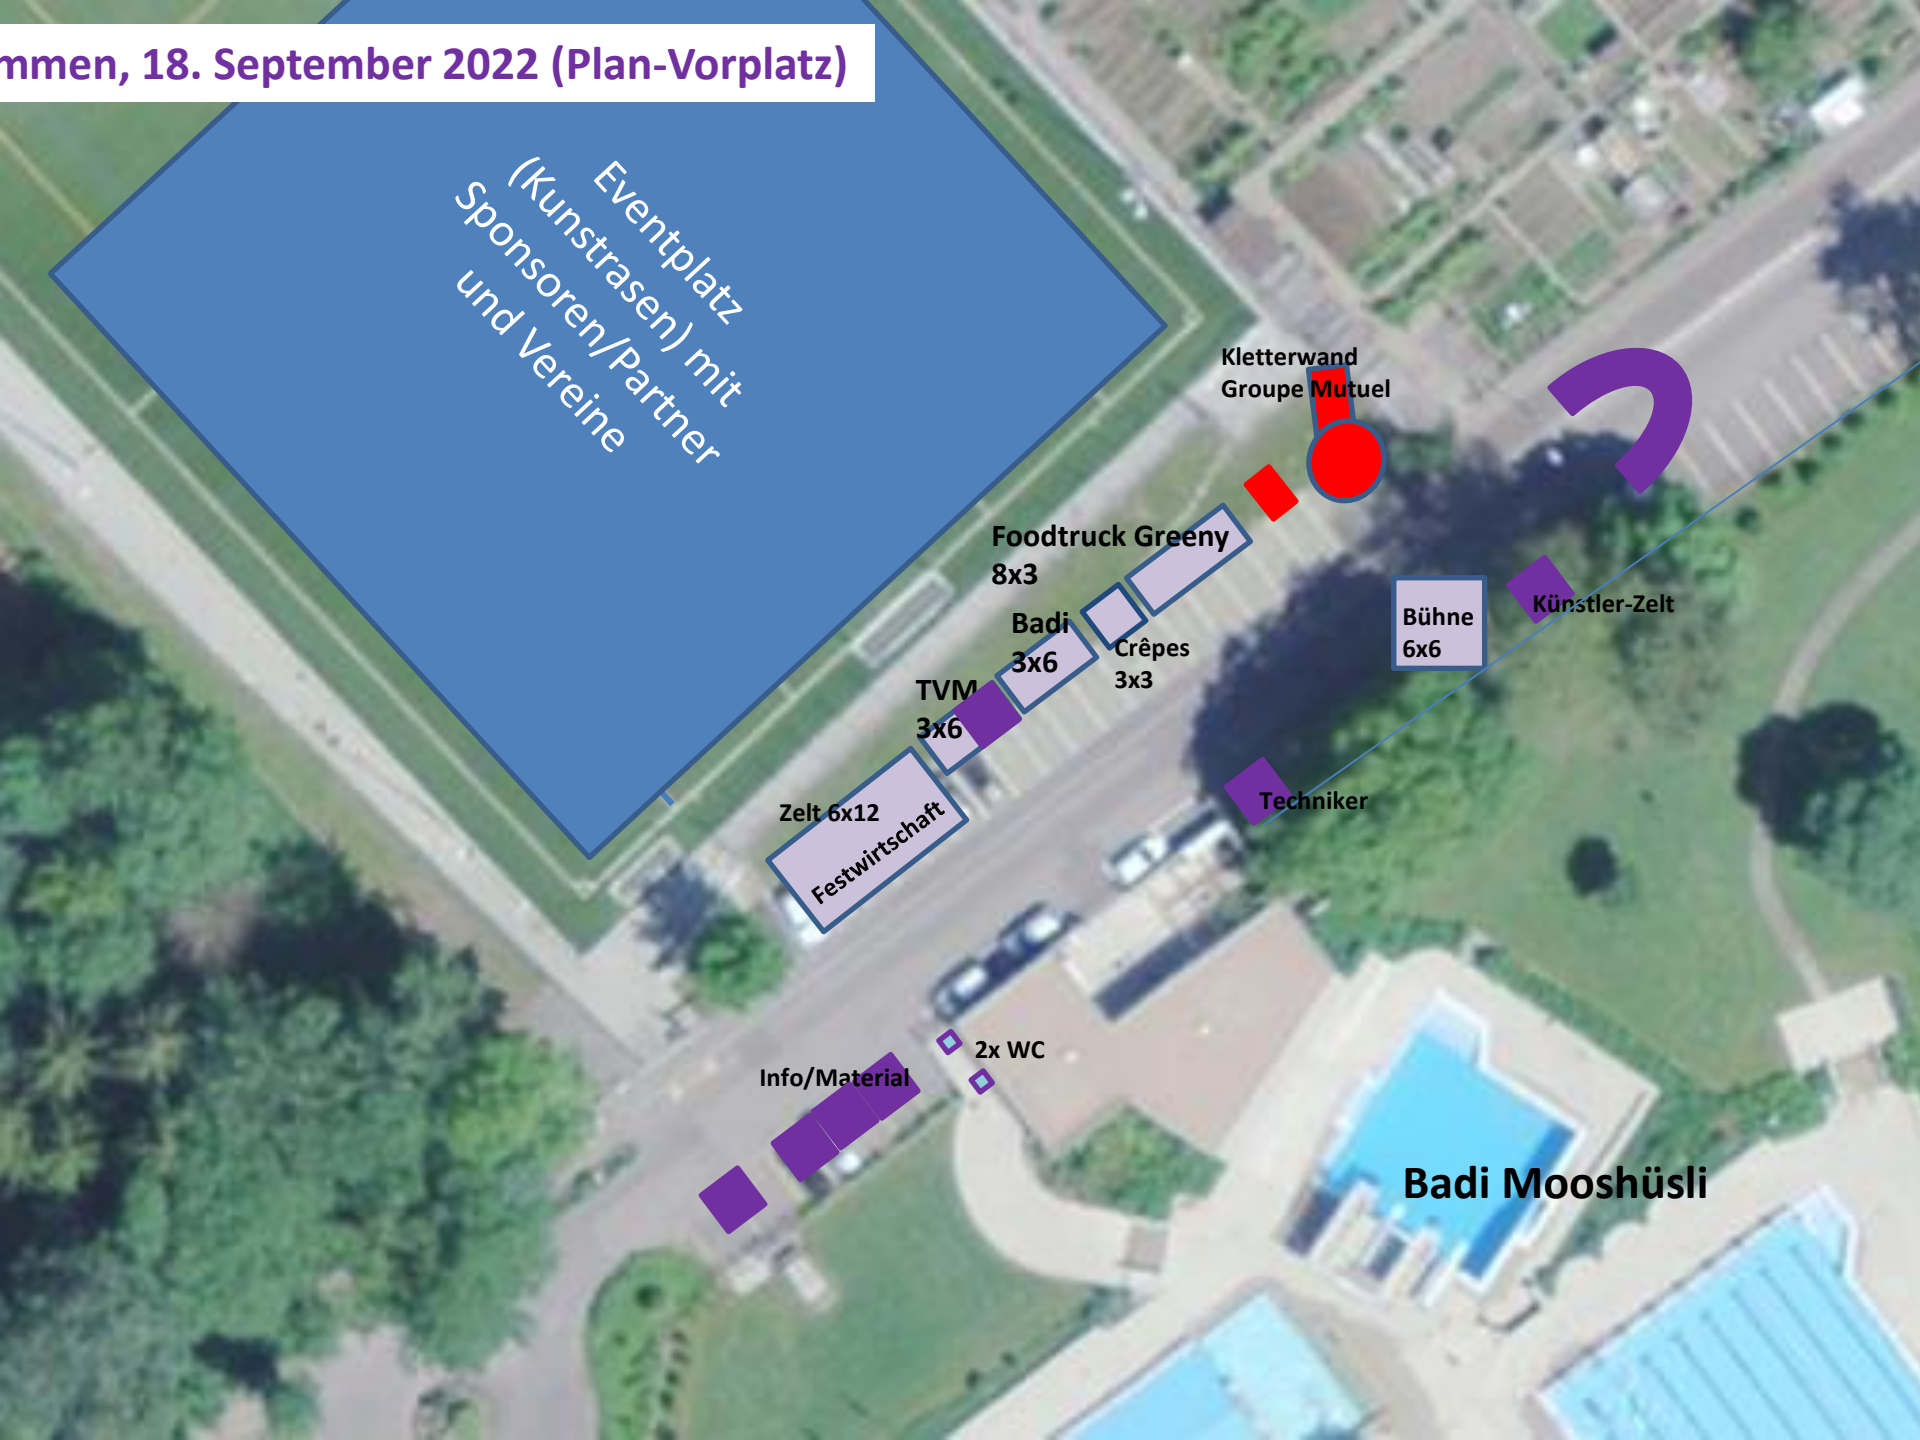 mmen, 18. September 2022 (Plan-Vorplatz)
Eventplatz
(Kunstrasen) mit
Sponsoren/Partner
und Vereine
Kletterwand
Groupe Mutuel
Foodtruck Greeny
8x3
Badi
3x6
Crêpes
3x3
TVM
3x6
Bühne
6x6
Künstler-Zelt
Techniker
Zelt 6x12
Festwirtschaft
2x WC
Info/Material
Badi Mooshüsli